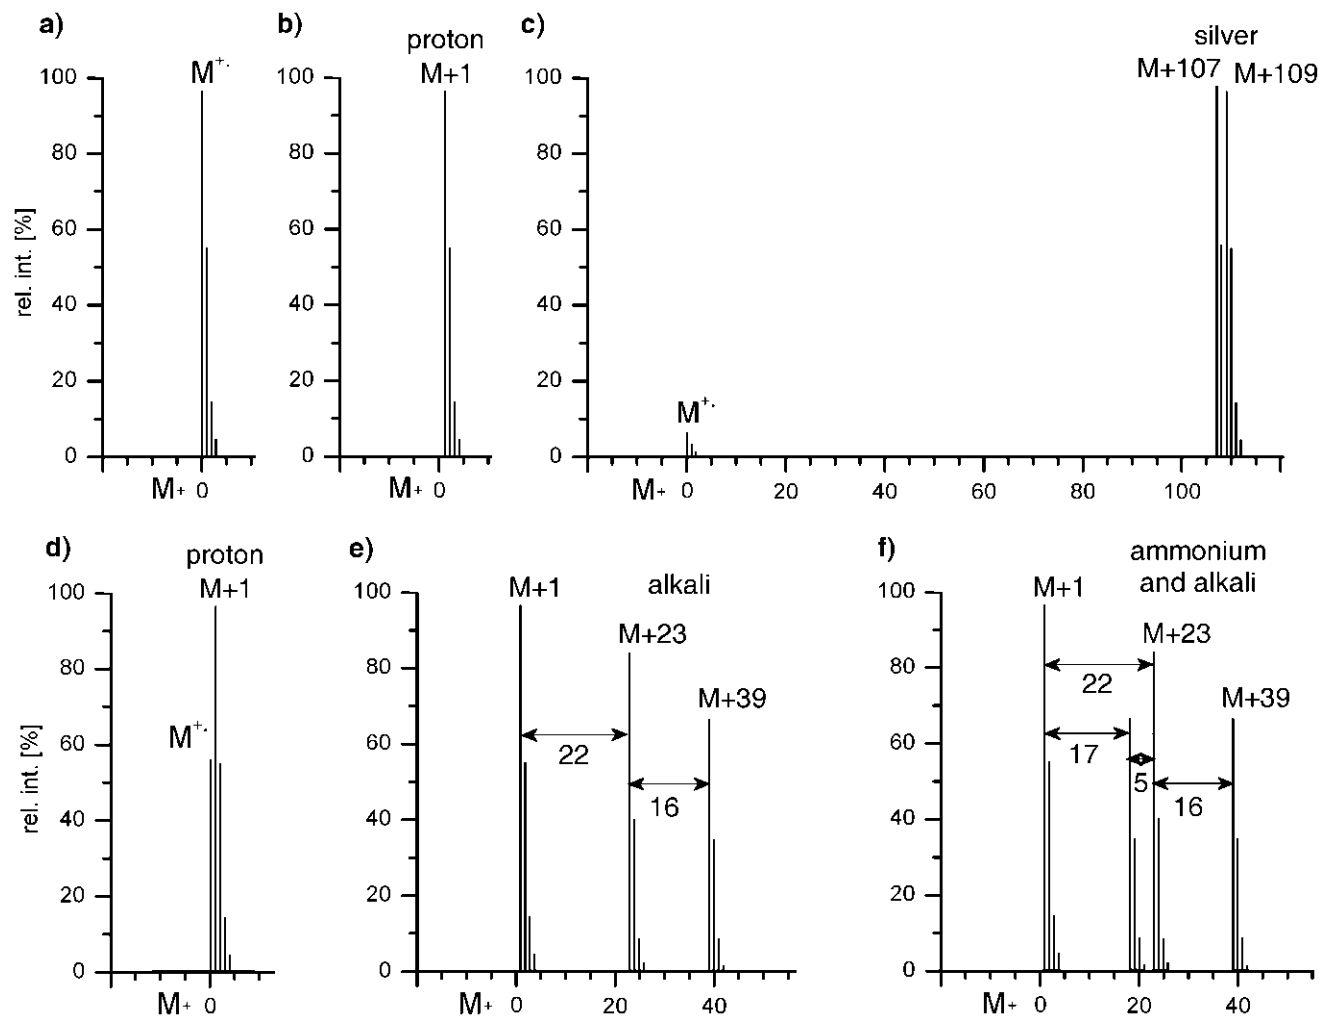 a)
b)
c)
proton
silver
M+·
M+1
M+107
M+109
rel. int. [%]
100
80
60
40
20
0
M+ 0
100
80
60
40
20
0
M+ 0
100
80
60
40
20
0
M+·
M+ 0 20 40 60 80 100
d)
e)
f)
proton
M+1
M+·
alkali
M+1
M+23
M+39
ammonium
and alkali
M+1
M+23
M+39
rel. int. [%]
100
80
60
40
20
0
M+ 0
100
80
60
40
20
0
22
16
M+ 0 20 40
100
80
60
40
20
0
22
17
5
16
M+ 0 20 40